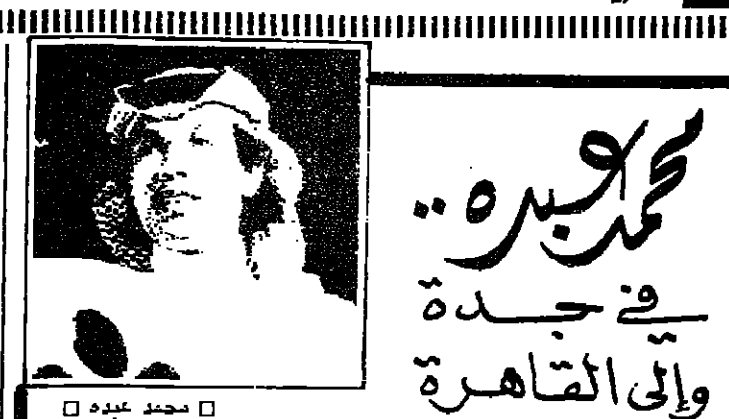 محمد عبده..
في جدة
وإلى القاهرة
□ محمد عبده □